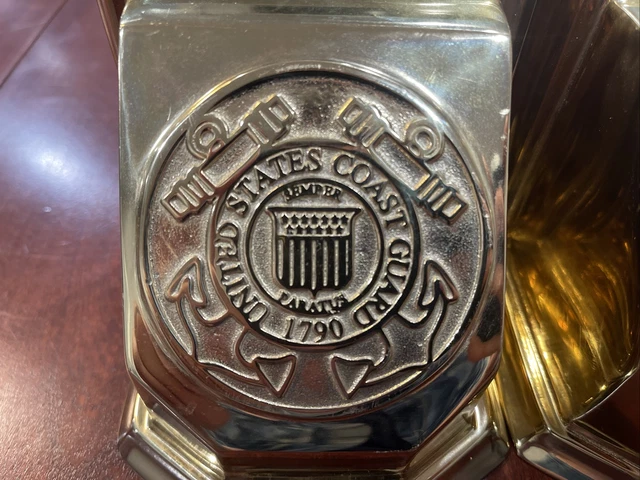 UNITED STATES COAST GUARD
SEMPER
PARATUS
1790